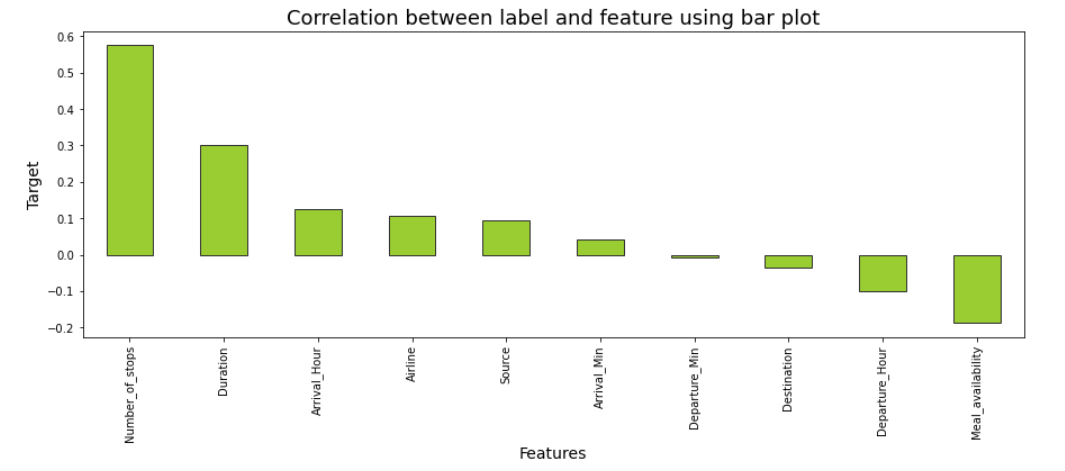 Correlation between label and feature using bar plot
0.6
0.5
0.4
0.3
0.2
0.1
0.0
−0.1
−0.2
Target
Number_of_stops
Duration
Arrival_Hour
Airline
Source
Arrival_Min
Departure_Min
Destination
Departure_Hour
Meal_availability
Features